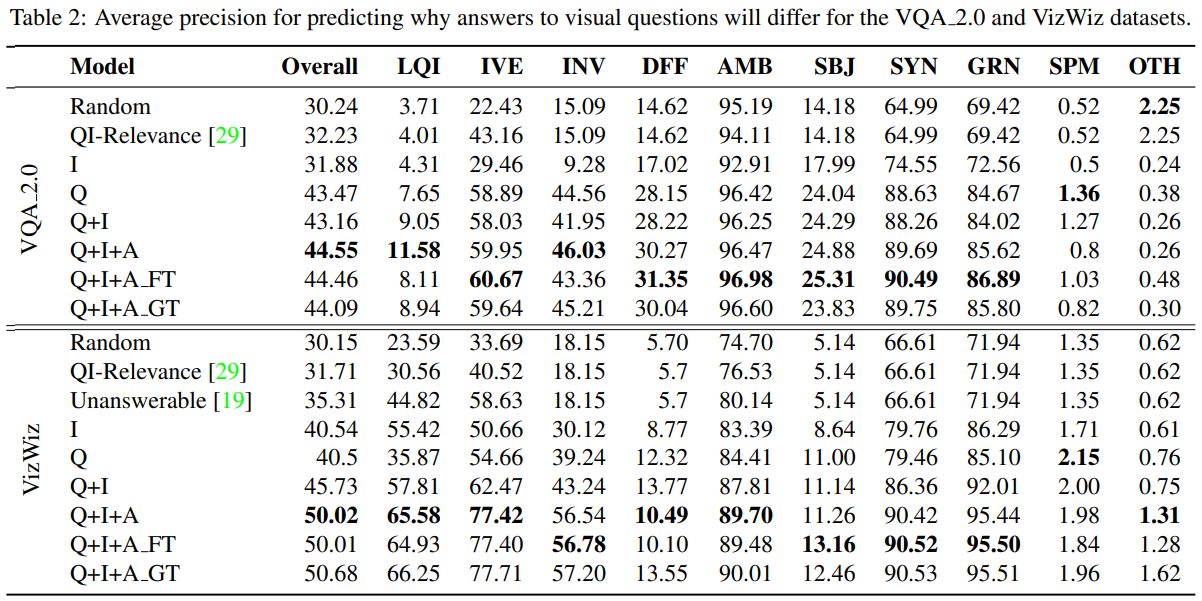 Table 2: Average precision for predicting why answers to visual questions will differ for the VQA_2.0 and VizWiz datasets.
Model Overall LQI IVE INV DFF AMB SBJ SYN GRN SPM OTH
VQA_2.0
Random 30.24 3.71 22.43 15.09 14.62 95.19 14.18 64.99 69.42 0.52 2.25
QI-Relevance [29] 32.23 4.01 43.16 15.09 14.62 94.11 14.18 64.99 69.42 0.52 2.25
I 31.88 4.31 29.46 9.28 17.02 92.91 17.99 74.55 72.56 0.5 0.24
Q 43.47 7.65 58.89 44.56 28.15 96.42 24.04 88.63 84.67 1.36 0.38
Q+I 43.16 9.05 58.03 41.95 28.22 96.25 24.29 88.26 84.02 1.27 0.26
Q+I+A 44.55 11.58 59.95 46.03 30.27 96.47 24.88 89.69 85.62 0.8 0.26
Q+I+A_FT 44.46 8.11 60.67 43.36 31.35 96.98 25.31 90.49 86.89 1.03 0.48
Q+I+A_GT 44.09 8.94 59.64 45.21 30.04 96.60 23.83 89.75 85.80 0.82 0.30
VizWiz
Random 30.15 23.59 33.69 18.15 5.70 74.70 5.14 66.61 71.94 1.35 0.62
QI-Relevance [29] 31.71 30.56 40.52 18.15 5.7 76.53 5.14 66.61 71.94 1.35 0.62
Unanswerable [19] 35.31 44.82 58.63 18.15 5.7 80.14 5.14 66.61 71.94 1.35 0.62
I 40.54 55.42 50.66 30.12 8.77 83.39 8.64 79.76 86.29 1.71 0.61
Q 40.5 35.87 54.66 39.24 12.32 84.41 11.00 79.46 85.10 2.15 0.76
Q+I 45.73 57.81 62.47 43.24 13.77 87.81 11.14 86.36 92.01 2.00 0.75
Q+I+A 50.02 65.58 77.42 56.54 10.49 89.70 11.26 90.42 95.44 1.98 1.31
Q+I+A_FT 50.01 64.93 77.40 56.78 10.10 89.48 13.16 90.52 95.50 1.84 1.28
Q+I+A_GT 50.68 66.25 77.71 57.20 13.55 90.01 12.46 90.53 95.51 1.96 1.62